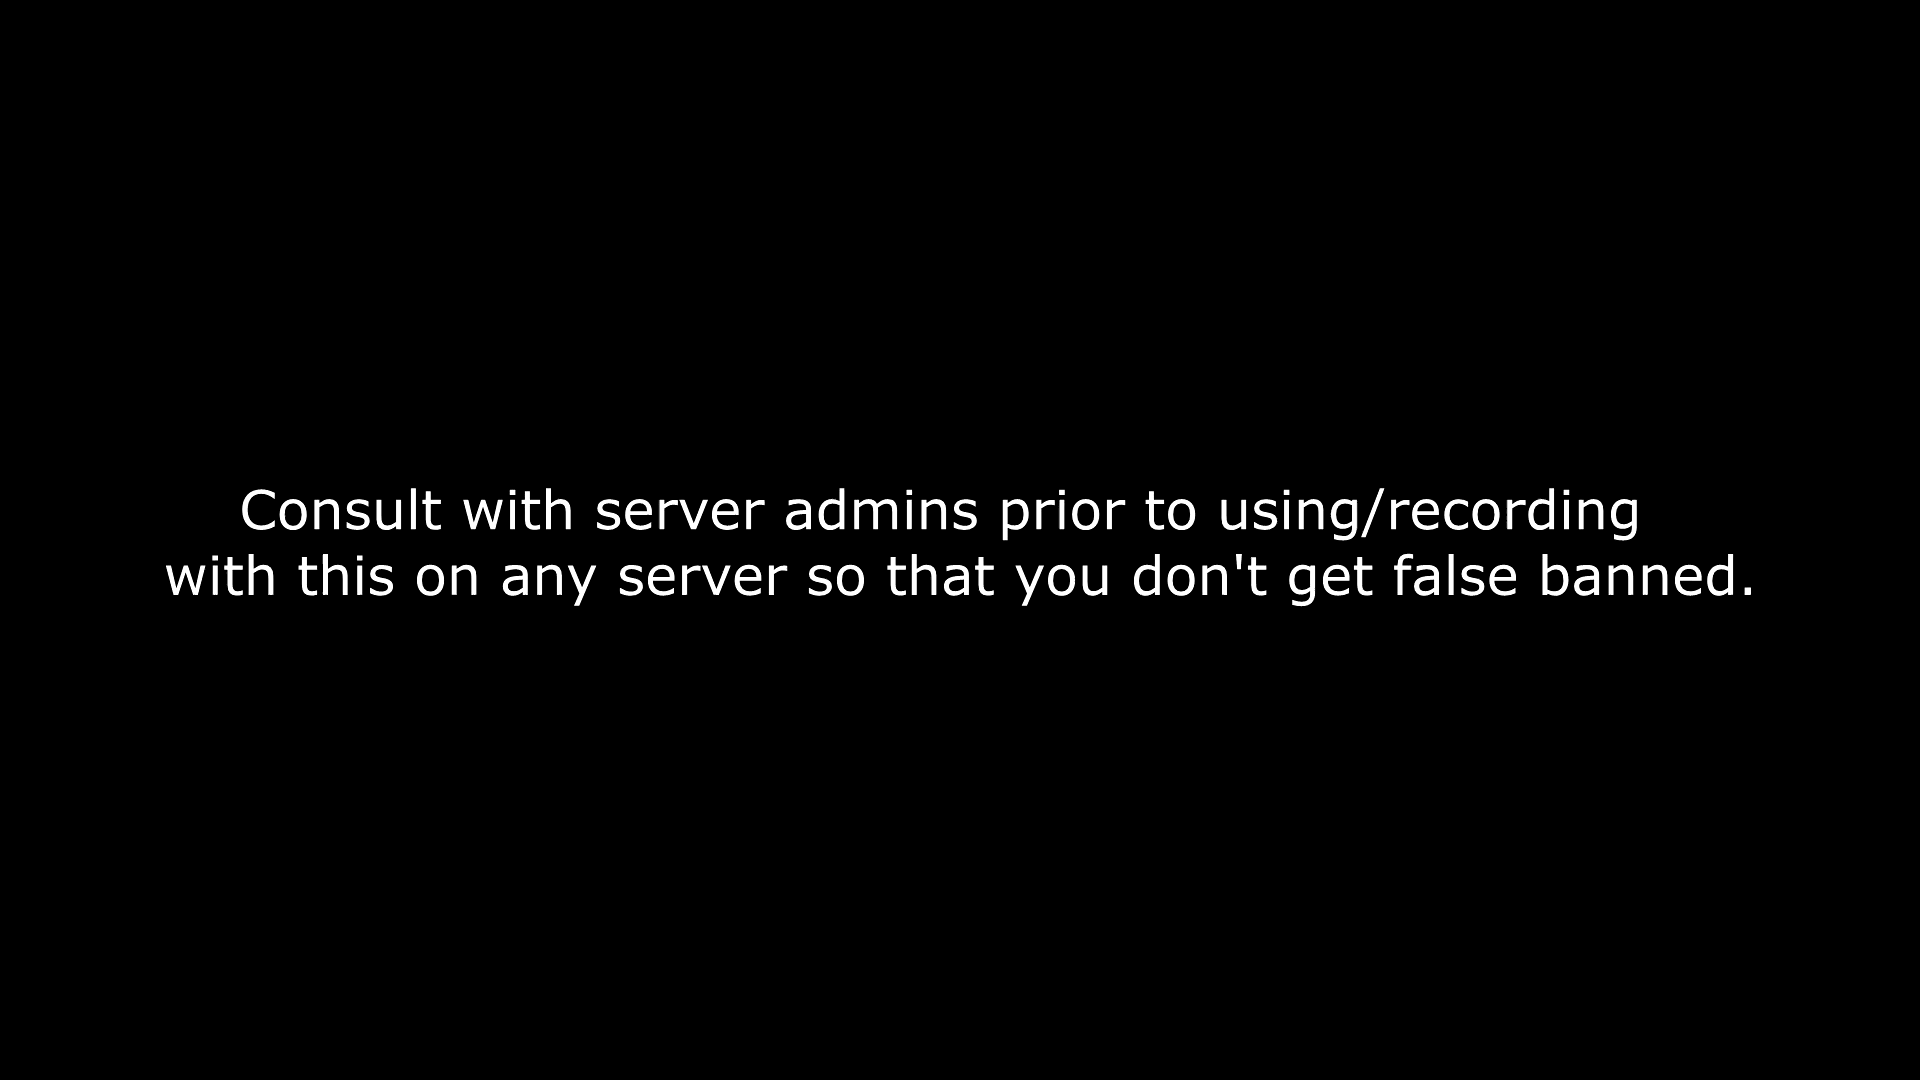 Consult with server admins prior to using/recording
with this on any server so that you don't get false banned.